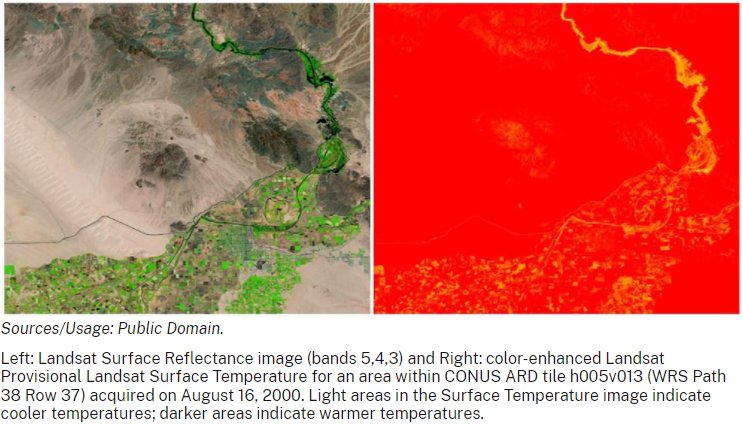 Sources/Usage: Public Domain.
Left: Landsat Surface Reflectance image (bands 5,4,3) and Right: color-enhanced Landsat
Provisional Landsat Surface Temperature for an area within CONUS ARD tile h005v013 (WRS Path
38 Row 37) acquired on August 16, 2000. Light areas in the Surface Temperature image indicate
cooler temperatures; darker areas indicate warmer temperatures.